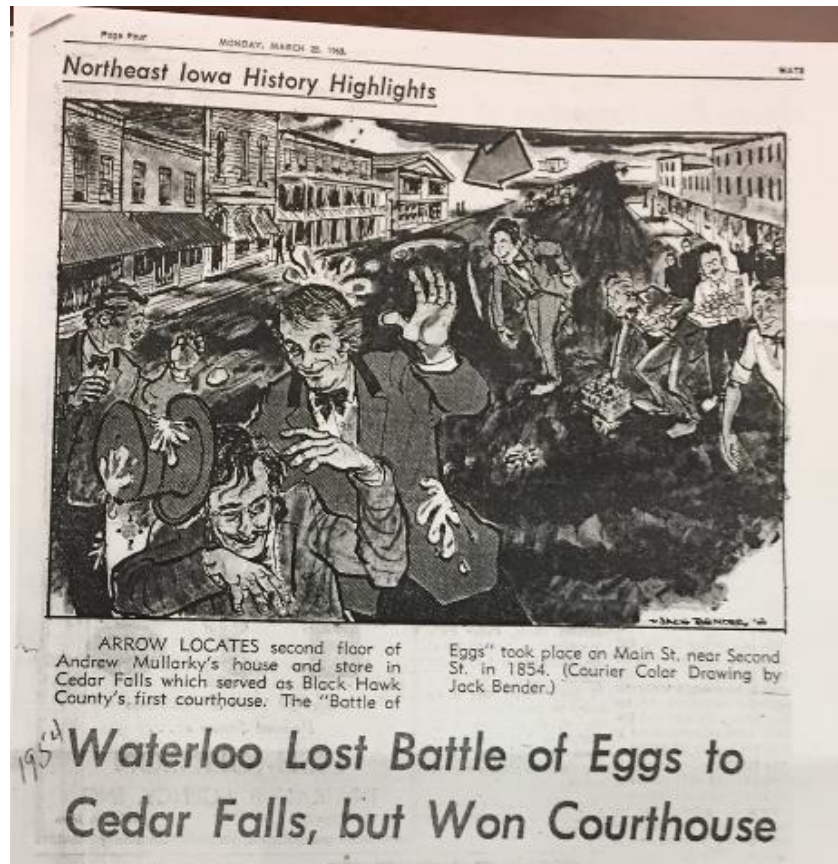 Page Four
MONDAY, MARCH 25, 1968.
Northeast Iowa History Highlights
~JACK BENDER, '68
ARROW LOCATES second floor of
Andrew Mullarky's house and store in
Cedar Falls which served as Black Hawk
County's first courthouse. The "Battle of
Eggs" took place on Main St. near Second
St. in 1854. (Courier Color Drawing by
Jack Bender.)
Waterloo Lost Battle of Eggs to
Cedar Falls, but Won Courthouse